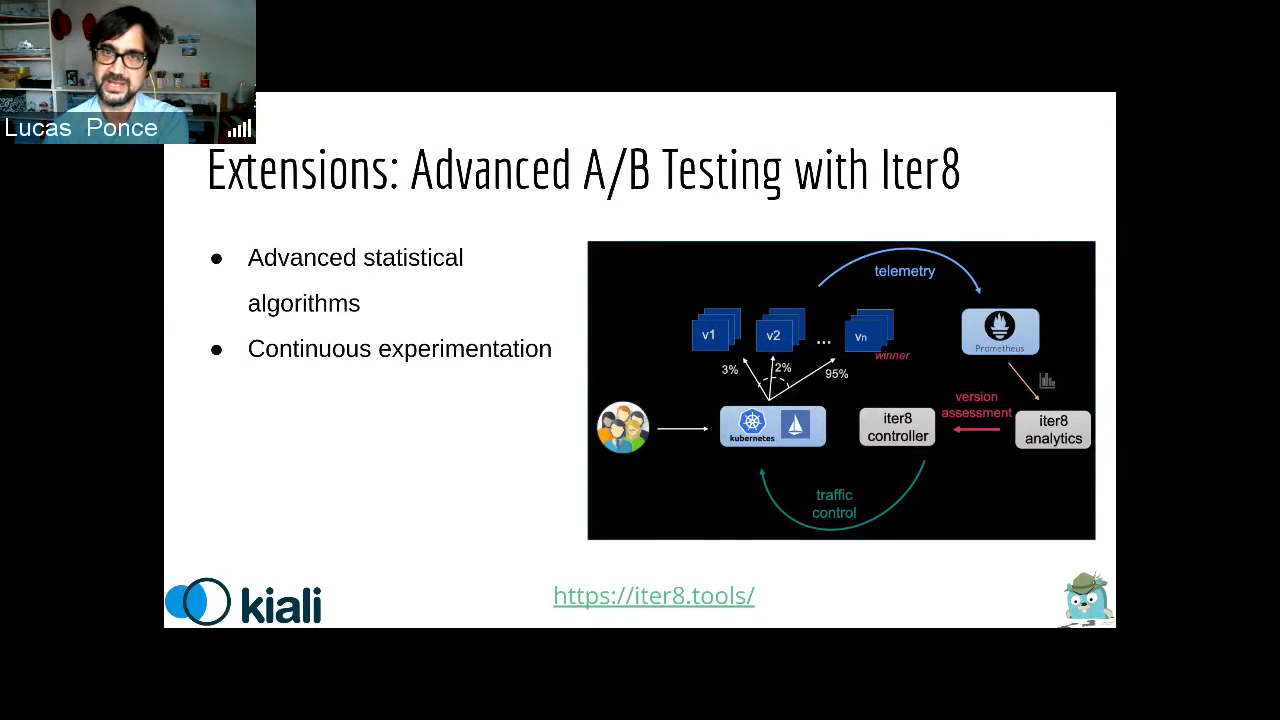 Lucas Ponce
Extensions: Advanced A/B Testing with Iter8
● Advanced statistical
algorithms
● Continuous experimentation
telemetry
v1
v2
...
vn
winner
Prometheus
3%
2%
95%
version
assessment
kubernetes
iter8
controller
iter8
analytics
traffic
control
kiali
https://iter8.tools/